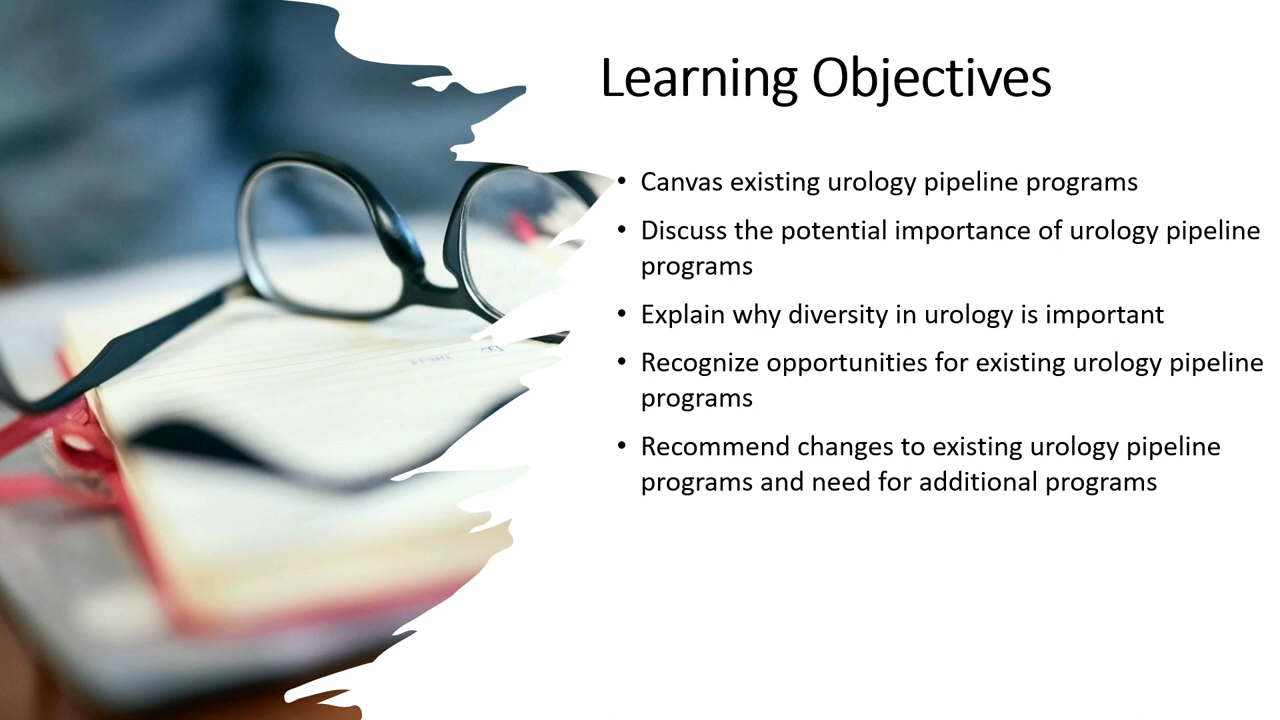 Learning Objectives
• Canvas existing urology pipeline programs
• Discuss the potential importance of urology pipeline
programs
• Explain why diversity in urology is important
• Recognize opportunities for existing urology pipeline
programs
• Recommend changes to existing urology pipeline
programs and need for additional programs